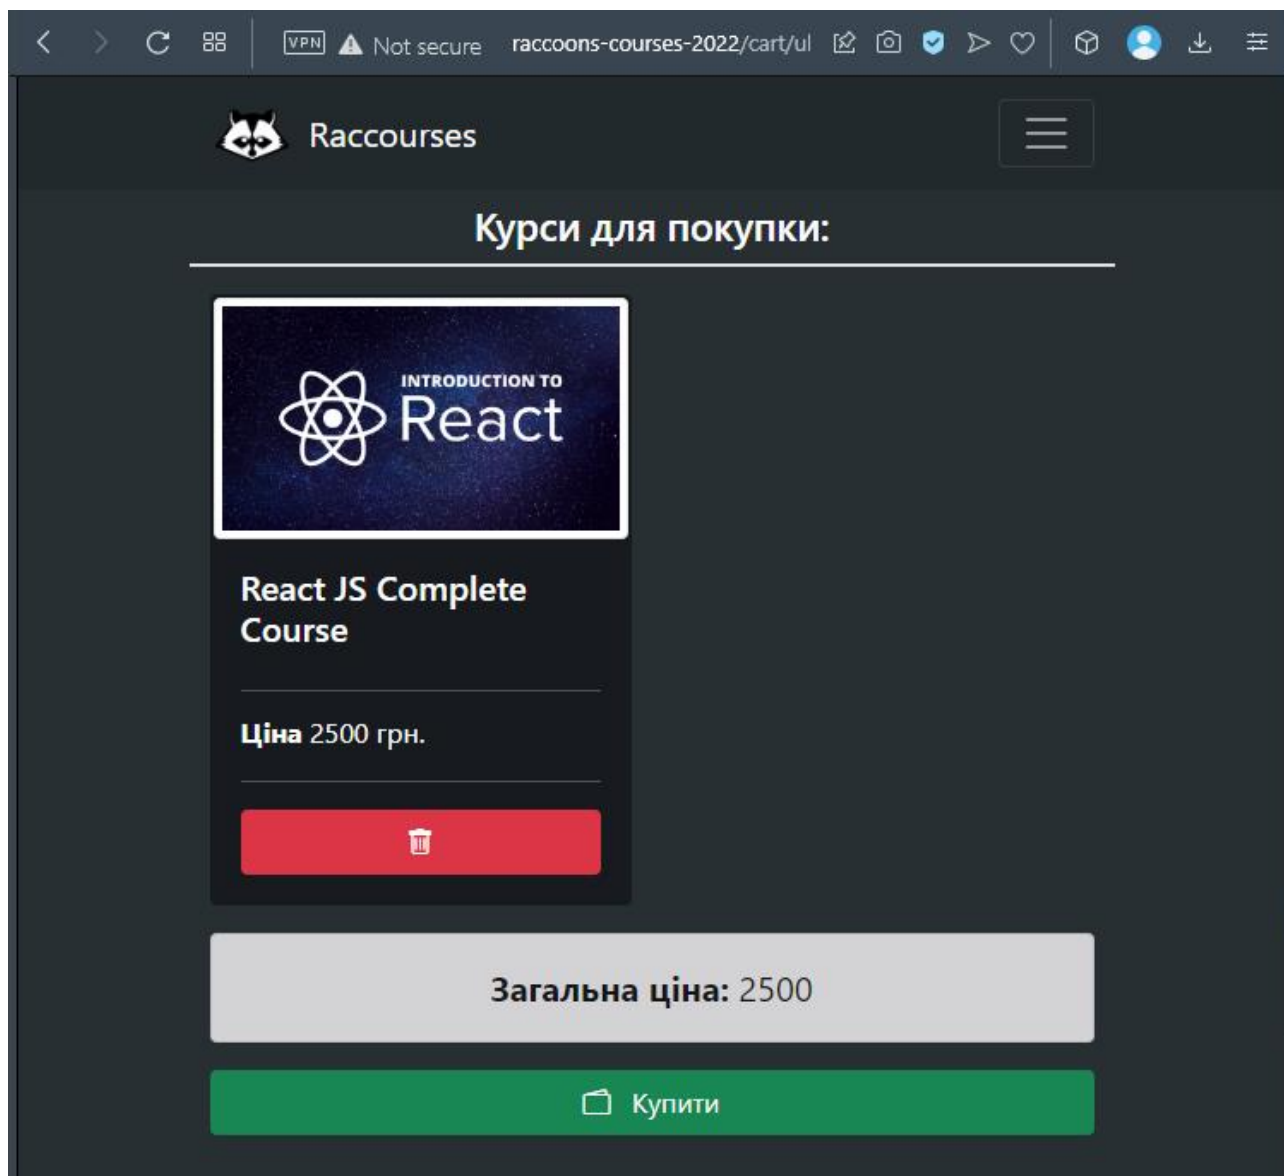 VPN Not secure raccoons-courses-2022/cart/ul
Raccourses
Курси для покупки:
INTRODUCTION TO
React
React JS Complete
Course
Ціна 2500 грн.
Загальна ціна: 2500
Купити